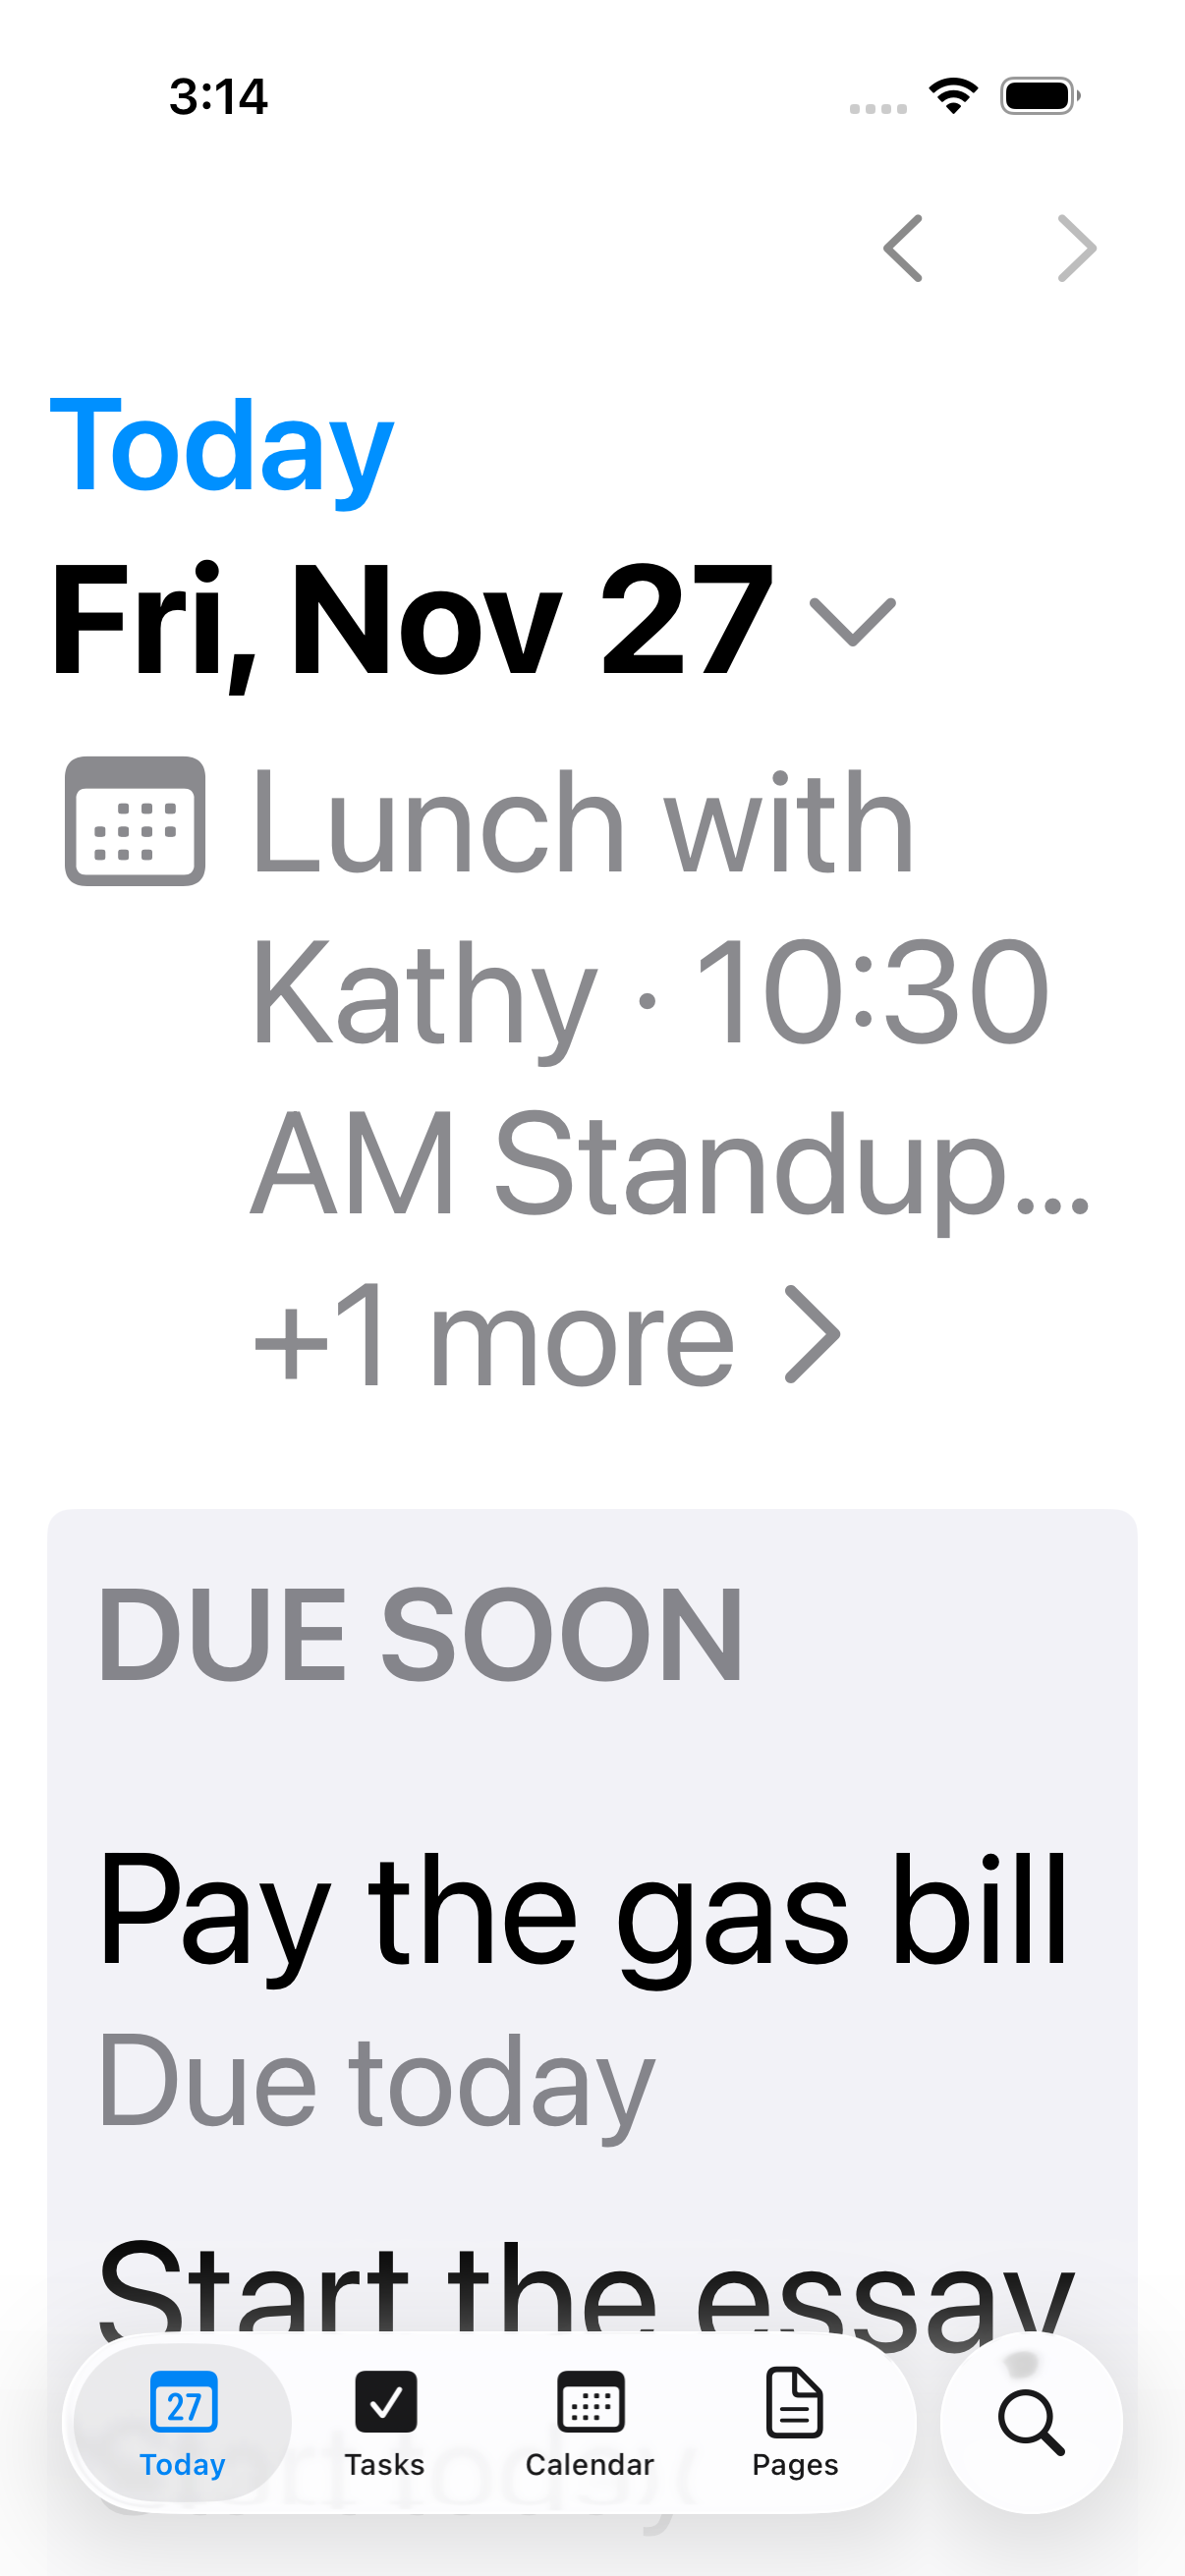 3:14
Today
Fri, Nov 27
Lunch with
Kathy · 10:30
AM Standup...
+1 more
DUE SOON
Pay the gas bill
Due today
Start the essay
27
Today
Tasks
Calendar
Pages